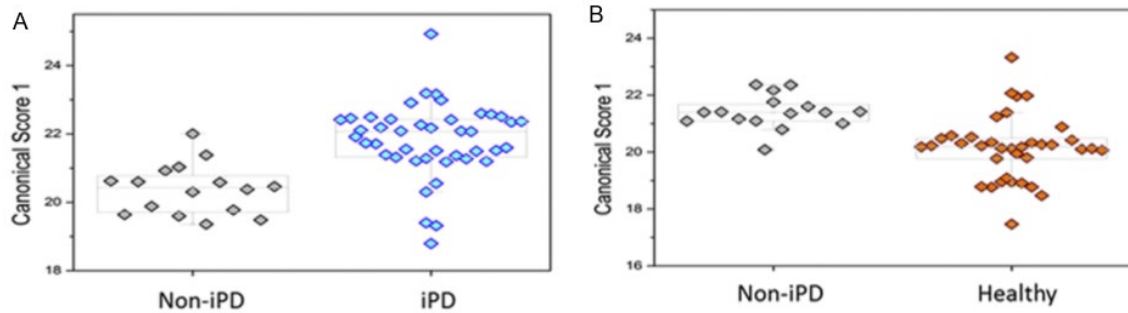 A
Canonical Score 1
24
22
20
18
Non-iPD
iPD
B
Canonical Score 1
24
22
20
18
16
Non-iPD
Healthy